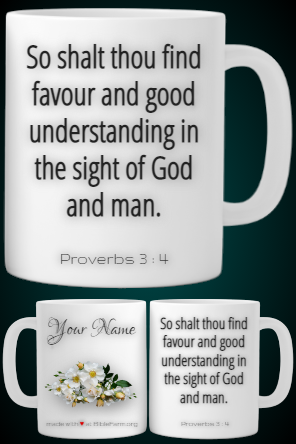 So shalt thou find
favour and good
understanding in
the sight of God
and man.
Proverbs 3 : 4
Your Name
made with ♥ at BibleFarm.org
So shalt thou find
favour and good
understanding in
the sight of God
and man.
Proverbs 3 : 4